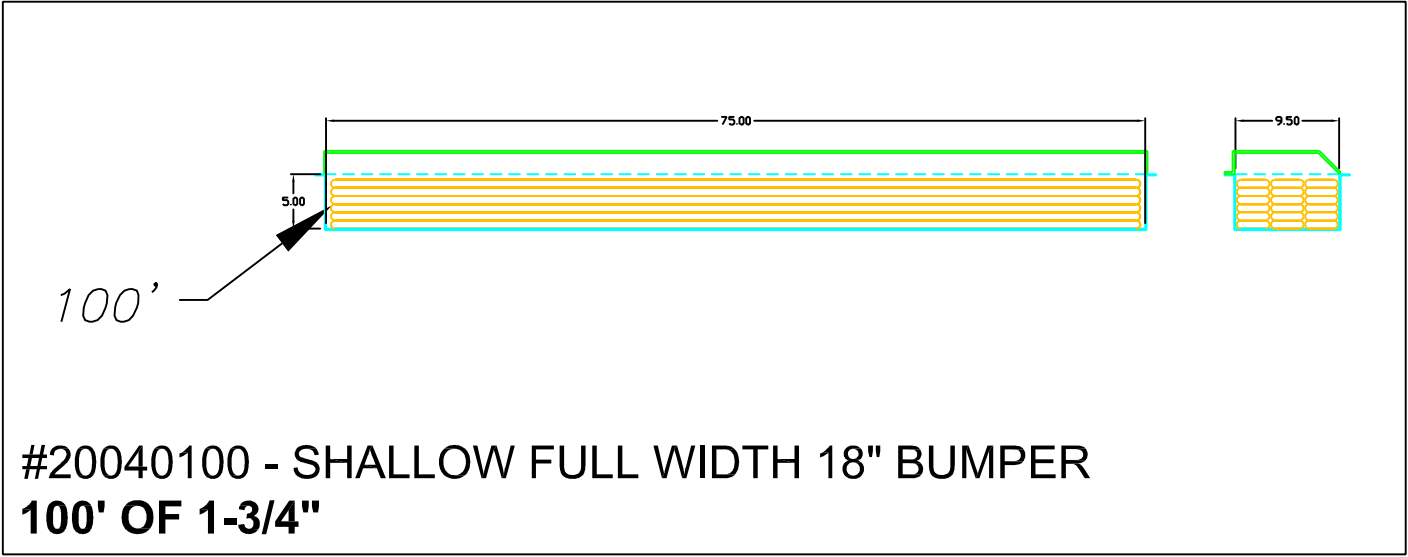 75.00
9.50
5.00
100'
#20040100 - SHALLOW FULL WIDTH 18" BUMPER
100' OF 1-3/4"